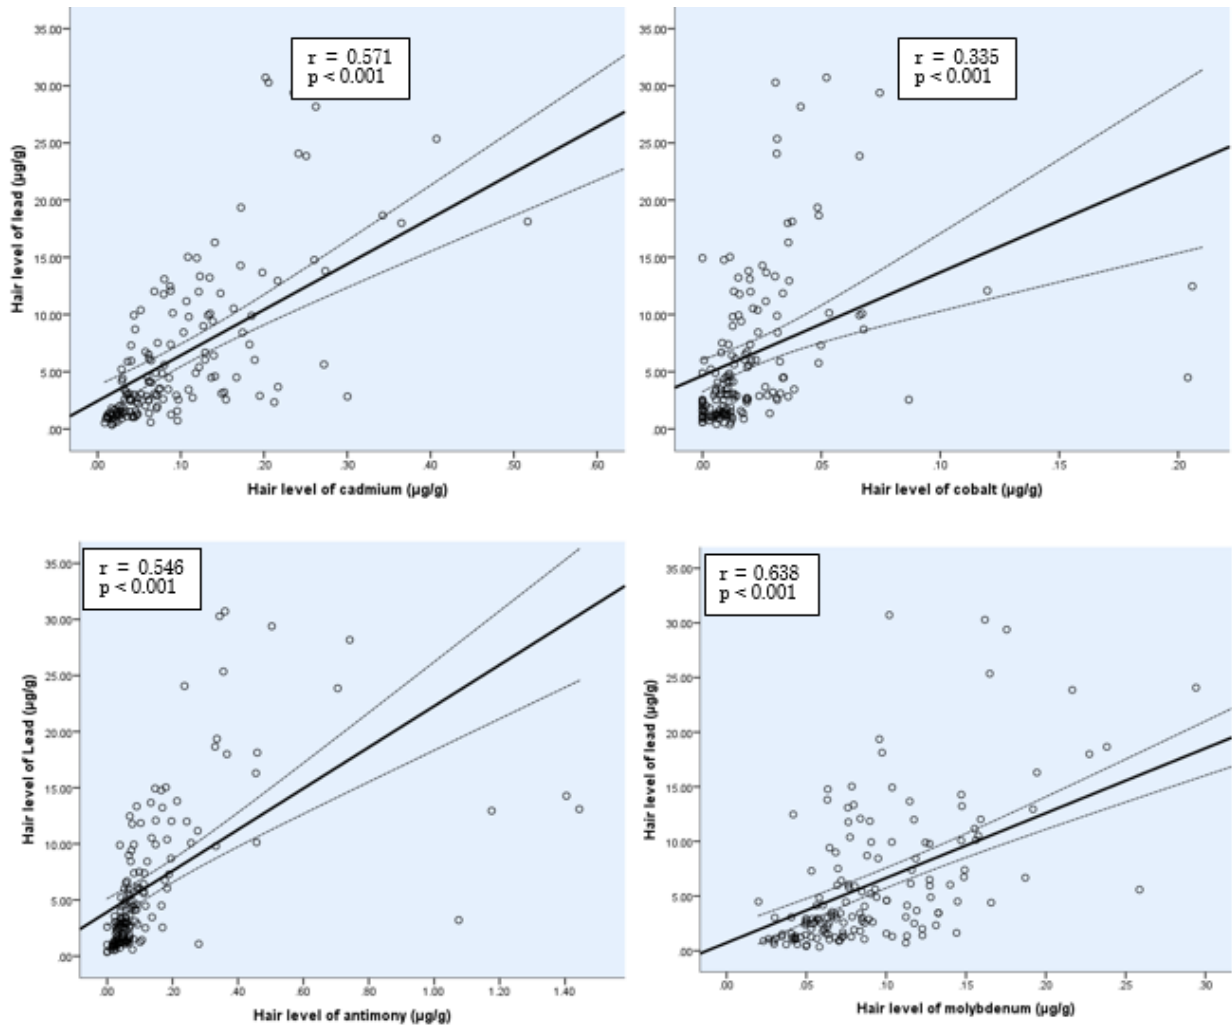 35.00
30.00
25.00
20.00
15.00
10.00
5.00
.00
Hair level of lead (µg/g)
r = 0.571
p < 0.001
.00 .10 .20 .30 .40 .50 .60
Hair level of cadmium (µg/g)
35.00
30.00
25.00
20.00
15.00
10.00
5.00
.00
r = 0.335
p < 0.001
.00 .05 .10 .15 .20
Hair level of cobalt (µg/g)
35.00
30.00
25.00
20.00
15.00
10.00
5.00
.00
Hair level of Lead (µg/g)
r = 0.546
p < 0.001
.00 .20 .40 .60 .80 1.00 1.20 1.40
Hair level of antimony (µg/g)
35.00
30.00
25.00
20.00
15.00
10.00
5.00
.00
Hair level of lead (µg/g)
r = 0.638
p < 0.001
.00 .05 .10 .15 .20 .25 .30
Hair level of molybdenum (µg/g)